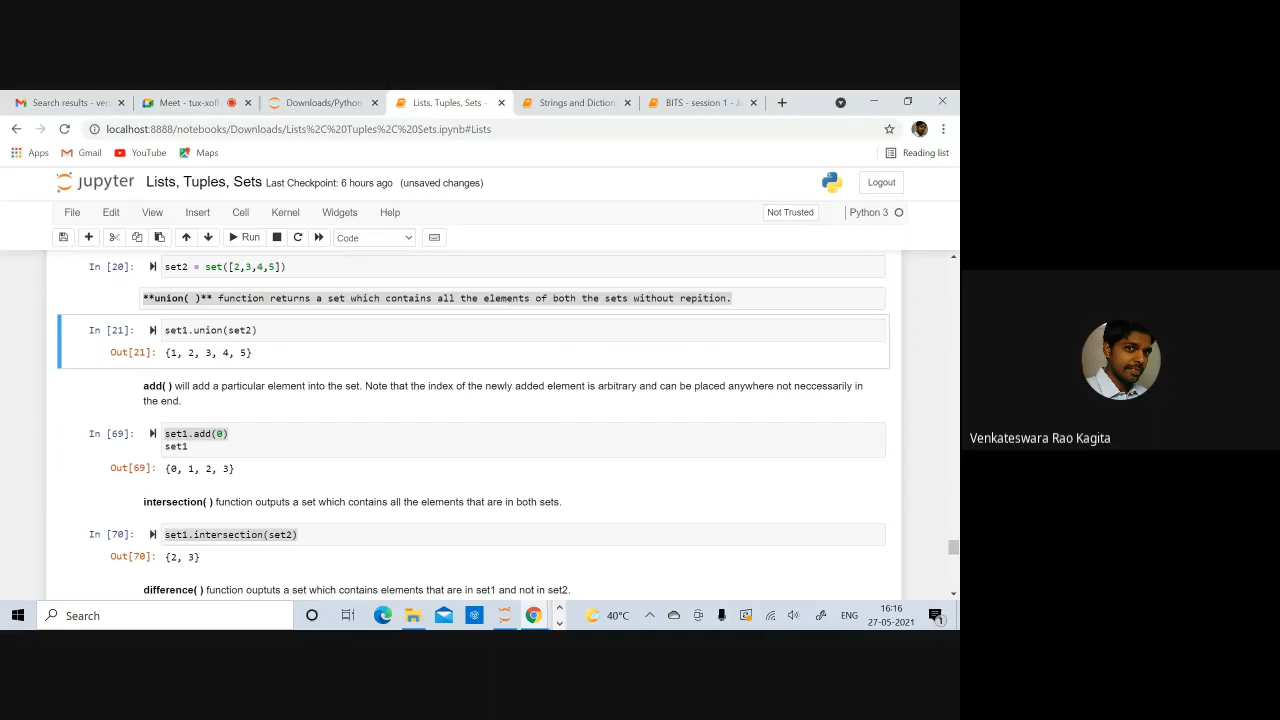 Search results - ven
Meet - tux-xof
Downloads/Python
Lists, Tuples, Sets -
Strings and Diction
BITS - session 1 - Ju
localhost:8888/notebooks/Downloads/Lists%2C%20Tuples%2C%20Sets.ipynb#Lists
Apps
Gmail
YouTube
Maps
Reading list
jupyter
Lists, Tuples, Sets Last Checkpoint: 6 hours ago (unsaved changes)
Logout
File
Edit
View
Insert
Cell
Kernel
Widgets
Help
Not Trusted
Python 3
Run
Code
In [20]: set2 = set([2,3,4,5])
**union( )** function returns a set which contains all the elements of both the sets without repition.
In [21]: set1.union(set2)
Out[21]: {1, 2, 3, 4, 5}
add( ) will add a particular element into the set. Note that the index of the newly added element is arbitrary and can be placed anywhere not neccessarily in
the end.
In [69]: set1.add(0)
set1
Out[69]: {0, 1, 2, 3}
intersection( ) function outputs a set which contains all the elements that are in both sets.
In [70]: set1.intersection(set2)
Out[70]: {2, 3}
difference( ) function ouptuts a set which contains elements that are in set1 and not in set2.
Search
40°C
ENG
16:16
27-05-2021
1
Venkateswara Rao Kagita